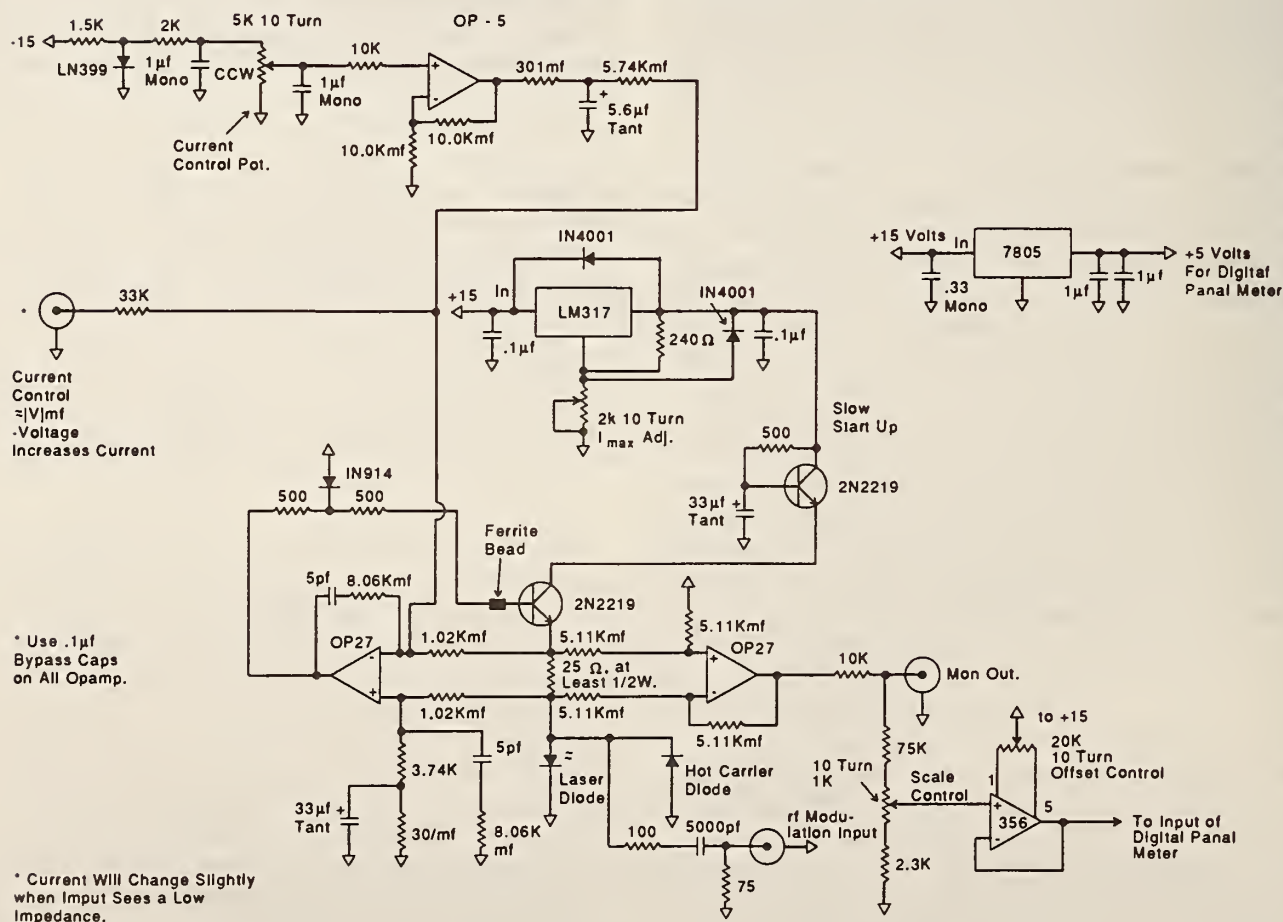 5K 10 Turn
OP - 5
1.5K
2K
-15
10K
301mf
5.74Kmf
LN399
1µf
Mono
CCW
1µf
Mono
+
-
+
5.6µf
Tant
10.0Kmf
10.0Kmf
Current
Control Pot.
IN4001
+15 Volts
In
7805
+5 Volts
For Digital
Panal Meter
.33
Mono
1µf
1µf
*
33K
+15
In
LM317
IN4001
.1µf
240Ω
.1µf
Current
Control
≈|V|mf
-Voltage
Increases Current
2k 10 Turn
I max Adj.
Slow
Start Up
500
IN914
500
500
2N2219
33µf +
Tant
Ferrite
Bead
5pf
8.06Kmf
2N2219
* Use .1µf
Bypass Caps
on All Opamp.
OP27
1.02Kmf
5.11Kmf
5.11Kmf
OP27
-
+
25 Ω. at
Least 1/2W.
+
-
10K
Mon Out.
1.02Kmf
5.11Kmf
5.11Kmf
3.74K
5pf
≈
Laser
Diode
Hot Carrier
Diode
75K
to +15
20K
10 Turn
Offset Control
10 Turn
1K
Scale
Control
1
33µf +
Tant
30/mf
8.06K
mf
100
5000pf
rf Modu-
lation Input
+
356
-
5
To Input of
Digital Panal
Meter
75
2.3K
* Current Will Change Slightly
when Imput Sees a Low
Impedance.